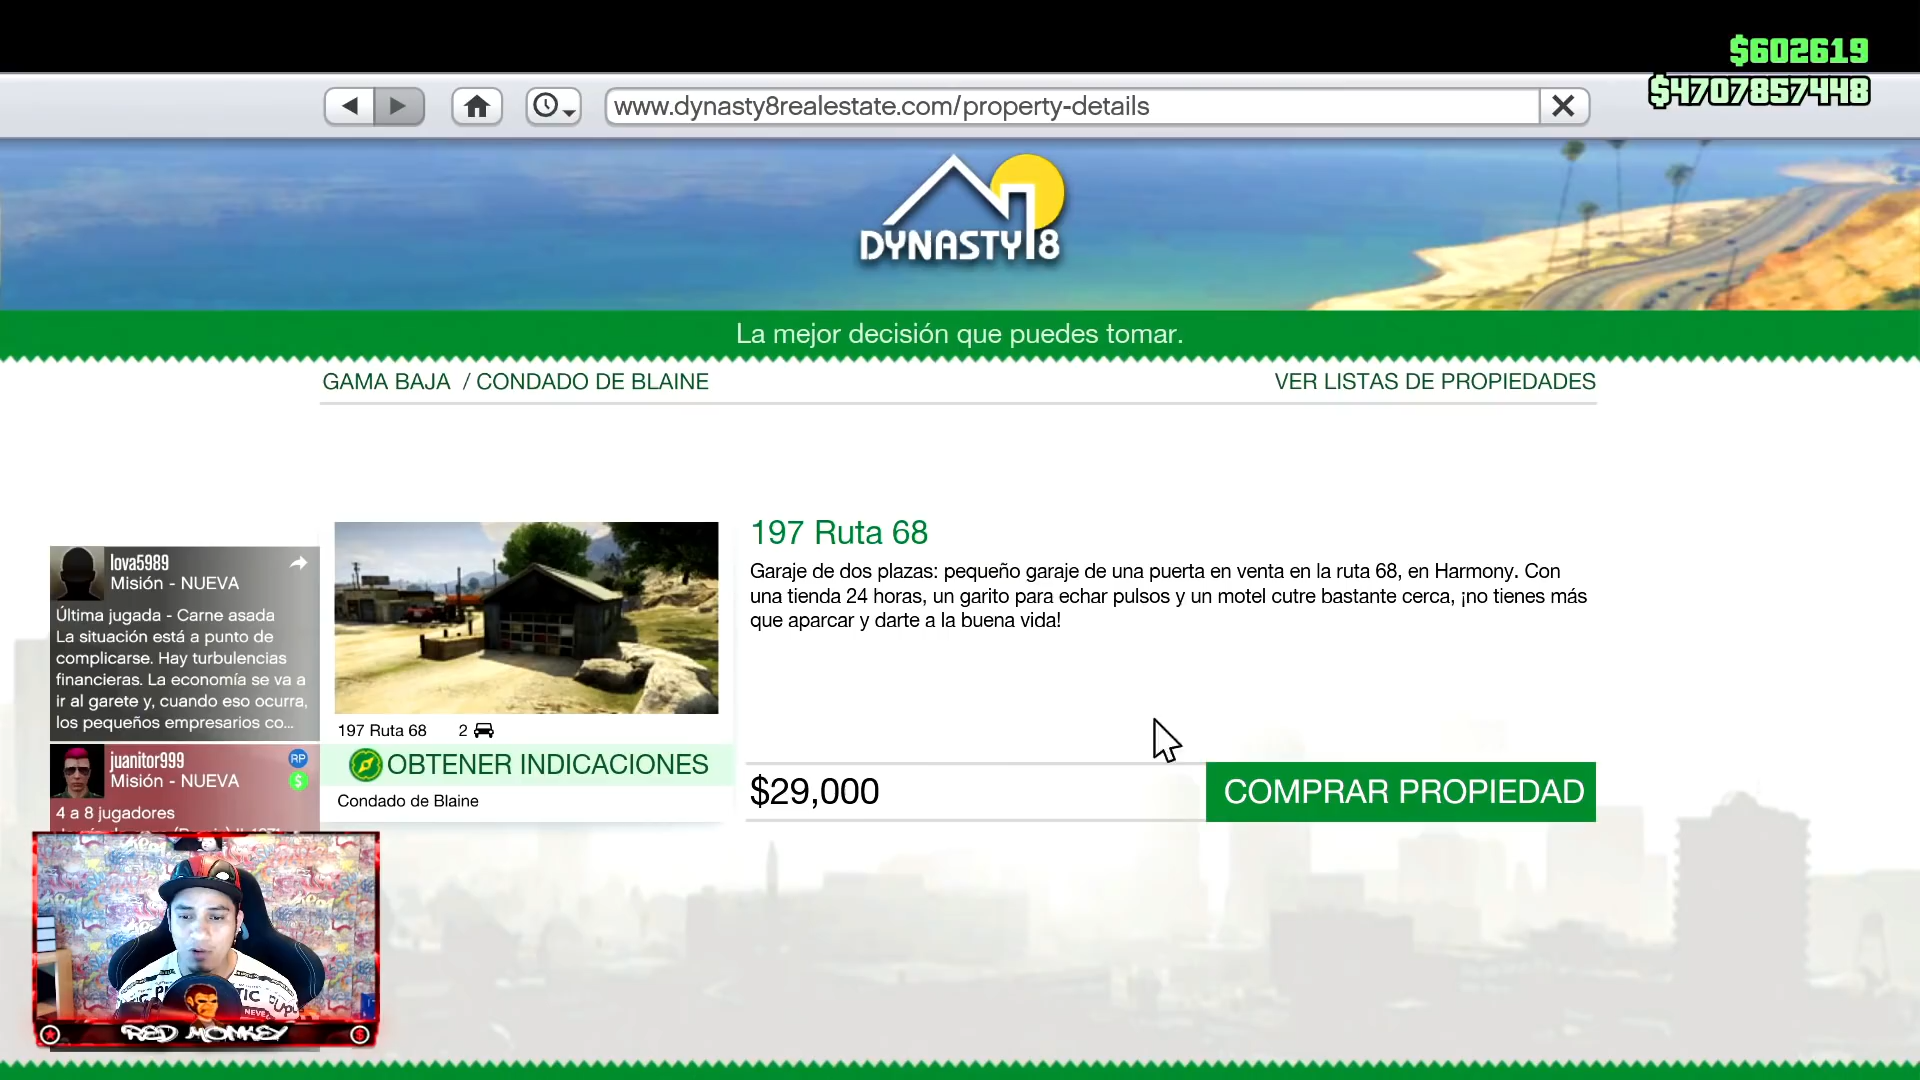 $602619
$4707857448
www.dynasty8realestate.com/property-details
DYNASTY 8
La mejor decisión que puedes tomar.
GAMA BAJA / CONDADO DE BLAINE
VER LISTAS DE PROPIEDADES
197 Ruta 68
Garaje de dos plazas: pequeño garaje de una puerta en venta en la ruta 68, en Harmony. Con
una tienda 24 horas, un garito para echar pulsos y un motel cutre bastante cerca, ¡no tienes más
que aparcar y darte a la buena vida!
197 Ruta 68 2
OBTENER INDICACIONES
Condado de Blaine
$29,000
COMPRAR PROPIEDAD
lova5989
Misión - NUEVA
Última jugada - Carne asada
La situación está a punto de
complicarse. Hay turbulencias
financieras. La economía se va a
ir al garete y, cuando eso ocurra,
los pequeños empresarios co...
juanitor999
RP
Misión - NUEVA
$
4 a 8 jugadores
RED MONKEY
$